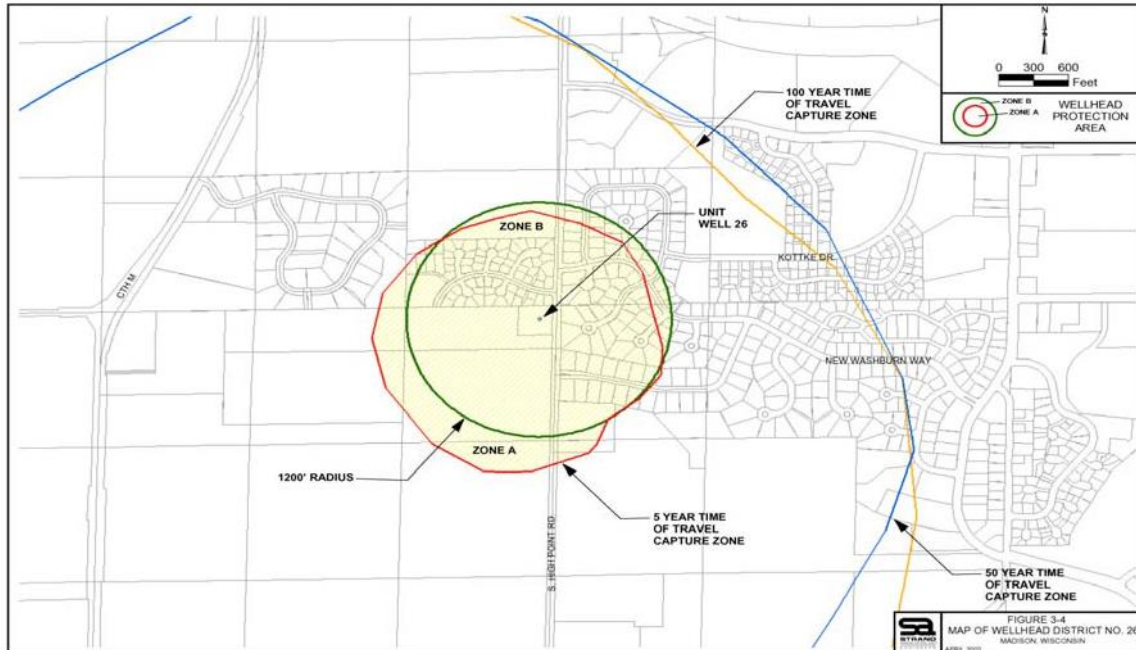 N
0 300 600
Feet
ZONE B
ZONE A
WELLHEAD
PROTECTION
AREA
100 YEAR TIME
OF TRAVEL
CAPTURE ZONE
UNIT
WELL 26
ZONE B
CTH M
KOTTKE DR.
NEW WASHBURN WAY
ZONE A
1200' RADIUS
S. HIGH POINT RD
5 YEAR TIME
OF TRAVEL
CAPTURE ZONE
50 YEAR TIME
OF TRAVEL
CAPTURE ZONE
sa
STRAND
FIGURE 3-4
MAP OF WELLHEAD DISTRICT NO. 26
MADISON, WISCONSIN